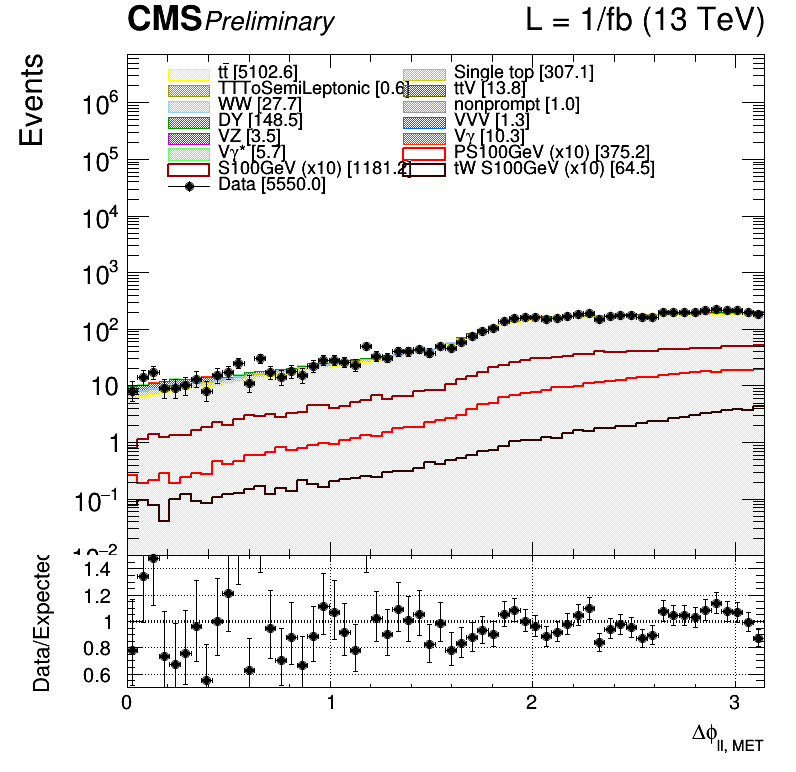 CMS Preliminary L = 1/fb (13 TeV)
Events
tt̄ [5102.6] Single top [307.1]
TTToSemiLeptonic [0.6] ttV [13.8]
WW [27.7] nonprompt [1.0]
DY [148.5] VVV [1.3]
VZ [3.5] Vγ [10.3]
Vγ* [5.7] PS100GeV (x10) [375.2]
S100GeV (x10) [1181.2] tW S100GeV (x10) [64.5]
Data [5550.0]
10⁶
10⁵
10⁴
10³
10²
10
1
10⁻¹
10⁻²
Data/Expected
1.4
1.2
1
0.8
0.6
0 1 2 3
Δϕll, MET